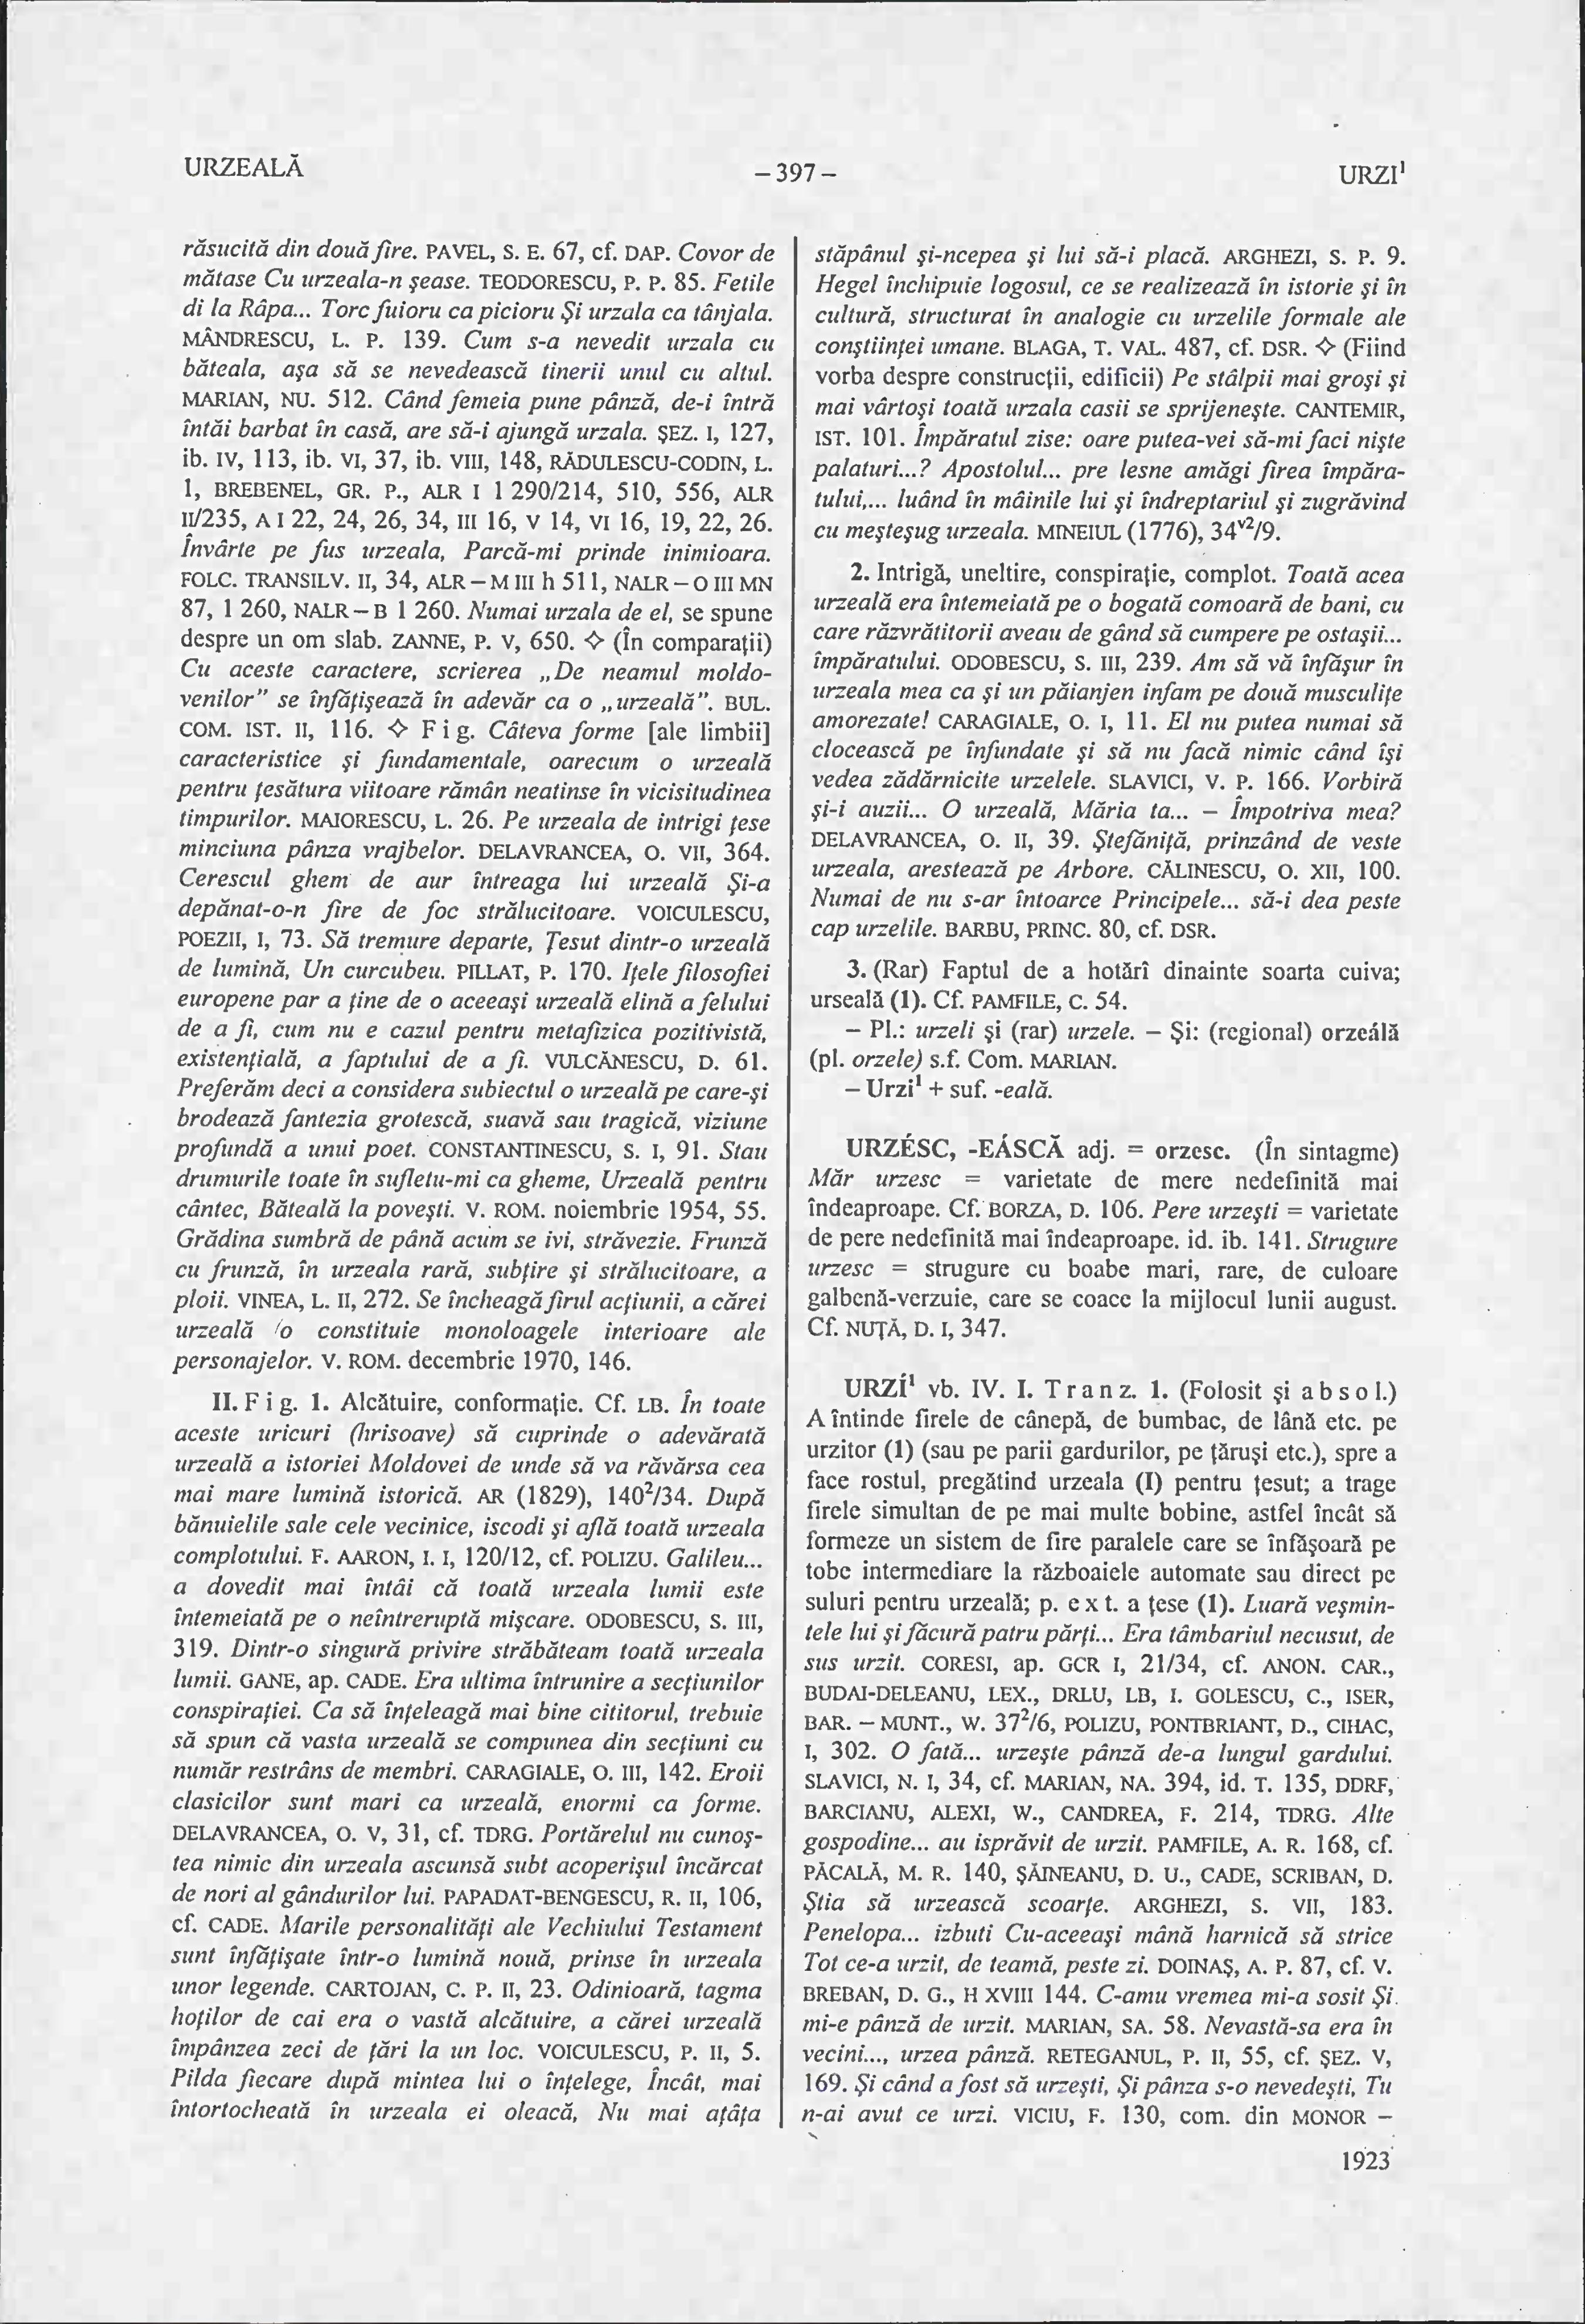 URZEALĂ
– 397 –
URZI¹
răsucită din două fire. PAVEL, S. E. 67, cf. DAP. Covor de
mătase Cu urzeala-n şease. TEODORESCU, P. P. 85. Fetile
di la Râpa... Torc fuioru ca picioru Şi urzala ca tânjala.
MÂNDRESCU, L. P. 139. Cum s-a nevedit urzala cu
băteala, aşa să se nevedească tinerii unul cu altul.
MARIAN, NU. 512. Când femeia pune pânză, de-i întră
întăi barbat în casă, are să-i ajungă urzala. ŞEZ. I, 127,
ib. IV, 113, ib. VI, 37, ib. VIII, 148, RĂDULESCU-CODIN, L.
1, BREBENEL, GR. P., ALR I 1 290/214, 510, 556, ALR
II/235, A I 22, 24, 26, 34, III 16, V 14, VI 16, 19, 22, 26.
Învârte pe fus urzeala, Parcă-mi prinde inimioara.
FOLC. TRANSILV. II, 34, ALR – M III h 511, NALR – O III MN
87, 1 260, NALR – B 1 260. Numai urzala de el, se spune
despre un om slab. ZANNE, P. V, 650. ◇ (În comparaţii)
Cu aceste caractere, scrierea „De neamul moldo-
venilor” se înfăţişează în adevăr ca o „urzeală”. BUL.
COM. IST. II, 116. ◇ F i g. Câteva forme [ale limbii]
caracteristice şi fundamentale, oarecum o urzeală
pentru ţesătura viitoare rămân neatinse în vicisitudinea
timpurilor. MAIORESCU, L. 26. Pe urzeala de intrigi ţese
minciuna pânza vrajbelor. DELAVRANCEA, O. VII, 364.
Cerescul ghem de aur întreaga lui urzeală Şi-a
depănat-o-n fire de foc strălucitoare. VOICULESCU,
POEZII, I, 73. Să tremure departe, Ţesut dintr-o urzeală
de lumină, Un curcubeu. PILLAT, P. 170. Iţele filosofiei
europene par a ţine de o aceeaşi urzeală elină a felului
de a fi, cum nu e cazul pentru metafizica pozitivistă,
existenţială, a faptului de a fi. VULCĂNESCU, D. 61.
Preferăm deci a considera subiectul o urzeală pe care-şi
brodează fantezia grotescă, suavă sau tragică, viziune
profundă a unui poet. CONSTANTINESCU, S. I, 91. Stau
drumurile toate în sufletu-mi ca gheme, Urzeală pentru
cântec, Băteală la poveşti. V. ROM. noiembrie 1954, 55.
Grădina sumbră de până acum se ivi, străvezie. Frunză
cu frunză, în urzeala rară, subţire şi strălucitoare, a
ploii. VINEA, L. II, 272. Se încheagă firul acţiunii, a cărei
urzeală o constituie monoloagele interioare ale
personajelor. V. ROM. decembrie 1970, 146.
II. F i g. 1. Alcătuire, conformaţie. Cf. LB. În toate
aceste uricuri (hrisoave) să cuprinde o adevărată
urzeală a istoriei Moldovei de unde să va răvărsa cea
mai mare lumină istorică. AR (1829), 140²/34. După
bănuielile sale cele vecinice, iscodi şi află toată urzeala
complotului. F. AARON, I. I, 120/12, cf. POLIZU. Galileu...
a dovedit mai întâi că toată urzeala lumii este
întemeiată pe o neîntreruptă mişcare. ODOBESCU, S. III,
319. Dintr-o singură privire străbăteam toată urzeala
lumii. GANE, ap. CADE. Era ultima întrunire a secţiunilor
conspiraţiei. Ca să înţeleagă mai bine cititorul, trebuie
să spun că vasta urzeală se compunea din secţiuni cu
număr restrâns de membri. CARAGIALE, O. III, 142. Eroii
clasicilor sunt mari ca urzeală, enormi ca forme.
DELAVRANCEA, O. V, 31, cf. TDRG. Portărelul nu cunoş-
tea nimic din urzeala ascunsă subt acoperişul încărcat
de nori al gândurilor lui. PAPADAT-BENGESCU, R. II, 106,
cf. CADE. Marile personalităţi ale Vechiului Testament
sunt înfăţişate într-o lumină nouă, prinse în urzeala
unor legende. CARTOJAN, C. P. II, 23. Odinioară, tagma
hoţilor de cai era o vastă alcătuire, a cărei urzeală
împânzea zeci de ţări la un loc. VOICULESCU, P. II, 5.
Pilda fiecare după mintea lui o înţelege, Încât, mai
întortocheată în urzeala ei oleacă, Nu mai aţâţa
stăpânul şi-ncepea şi lui să-i placă. ARGHEZI, S. P. 9.
Hegel închipuie logosul, ce se realizează în istorie şi în
cultură, structurat în analogie cu urzelile formale ale
conştiinţei umane. BLAGA, T. VAL. 487, cf. DSR. ◇ (Fiind
vorba despre construcţii, edificii) Pe stâlpii mai groşi şi
mai vârtoşi toată urzala casii se sprijeneşte. CANTEMIR,
IST. 101. Împăratul zise: oare putea-vei să-mi faci nişte
palaturi...? Apostolul... pre lesne amăgi firea împăra-
tului,... luând în mâinile lui şi îndreptariul şi zugrăvind
cu meşteşug urzeala. MINEIUL (1776), 34ᵛ²/9.
2. Intrigă, uneltire, conspiraţie, complot. Toată acea
urzeală era întemeiată pe o bogată comoară de bani, cu
care răzvrătitorii aveau de gând să cumpere pe ostaşii...
împăratului. ODOBESCU, S. III, 239. Am să vă înfăşur în
urzeala mea ca şi un păianjen infam pe două musculiţe
amorezate! CARAGIALE, O. I, 11. El nu putea numai să
clocească pe înfundate şi să nu facă nimic când îşi
vedea zădărnicite urzelele. SLAVICI, V. P. 166. Vorbiră
şi-i auzii... O urzeală, Măria ta... – Împotriva mea?
DELAVRANCEA, O. II, 39. Ştefăniţă, prinzând de veste
urzeala, arestează pe Arbore. CĂLINESCU, O. XII, 100.
Numai de nu s-ar întoarce Principele... să-i dea peste
cap urzelile. BARBU, PRINC. 80, cf. DSR.
3. (Rar) Faptul de a hotărî dinainte soarta cuiva;
urseală (1). Cf. PAMFILE, C. 54.
– Pl.: urzeli şi (rar) urzele. – Şi: (regional) orzeálă
(pl. orzele) s.f. Com. MARIAN.
– Urzi¹ + suf. -eală.
URZÉSC, -EÁSCĂ adj. = orzesc. (În sintagme)
Măr urzesc = varietate de mere nedefinită mai
îndeaproape. Cf. BORZA, D. 106. Pere urzeşti = varietate
de pere nedefinită mai îndeaproape. id. ib. 141. Strugure
urzesc = strugure cu boabe mari, rare, de culoare
galbenă-verzuie, care se coace la mijlocul lunii august.
Cf. NUŢĂ, D. I, 347.
URZÍ¹ vb. IV. I. T r a n z. 1. (Folosit şi a b s o l.)
A întinde firele de cânepă, de bumbac, de lână etc. pe
urzitor (1) (sau pe parii gardurilor, pe ţăruşi etc.), spre a
face rostul, pregătind urzeala (I) pentru ţesut; a trage
firele simultan de pe mai multe bobine, astfel încât să
formeze un sistem de fire paralele care se înfăşoară pe
tobe intermediare la războaiele automate sau direct pe
suluri pentru urzeală; p. e x t. a ţese (1). Luară veşmin-
tele lui şi făcură patru părţi... Era tâmbariul necusut, de
sus urzit. CORESI, ap. GCR I, 21/34, cf. ANON. CAR.,
BUDAI-DELEANU, LEX., DRLU, LB, I. GOLESCU, C., ISER,
BAR. – MUNT., W. 37²/6, POLIZU, PONTBRIANT, D., CIHAC,
I, 302. O fată... urzeşte pânză de-a lungul gardului.
SLAVICI, N. I, 34, cf. MARIAN, NA. 394, id. T. 135, DDRF,
BARCIANU, ALEXI, W., CANDREA, F. 214, TDRG. Alte
gospodine... au isprăvit de urzit. PAMFILE, A. R. 168, cf.
PĂCALĂ, M. R. 140, ŞĂINEANU, D. U., CADE, SCRIBAN, D.
Ştia să urzească scoarţe. ARGHEZI, S. VII, 183.
Penelopa... izbuti Cu-aceeaşi mână harnică să strice
Tot ce-a urzit, de teamă, peste zi. DOINAŞ, A. P. 87, cf. V.
BREBAN, D. G., H XVIII 144. C-amu vremea mi-a sosit Şi
mi-e pânză de urzit. MARIAN, SA. 58. Nevastă-sa era în
vecini..., urzea pânză. RETEGANUL, P. II, 55, cf. ŞEZ. V,
169. Şi când a fost să urzeşti, Şi pânza s-o nevedeşti, Tu
n-ai avut ce urzi. VICIU, F. 130, com. din MONOR –
1923